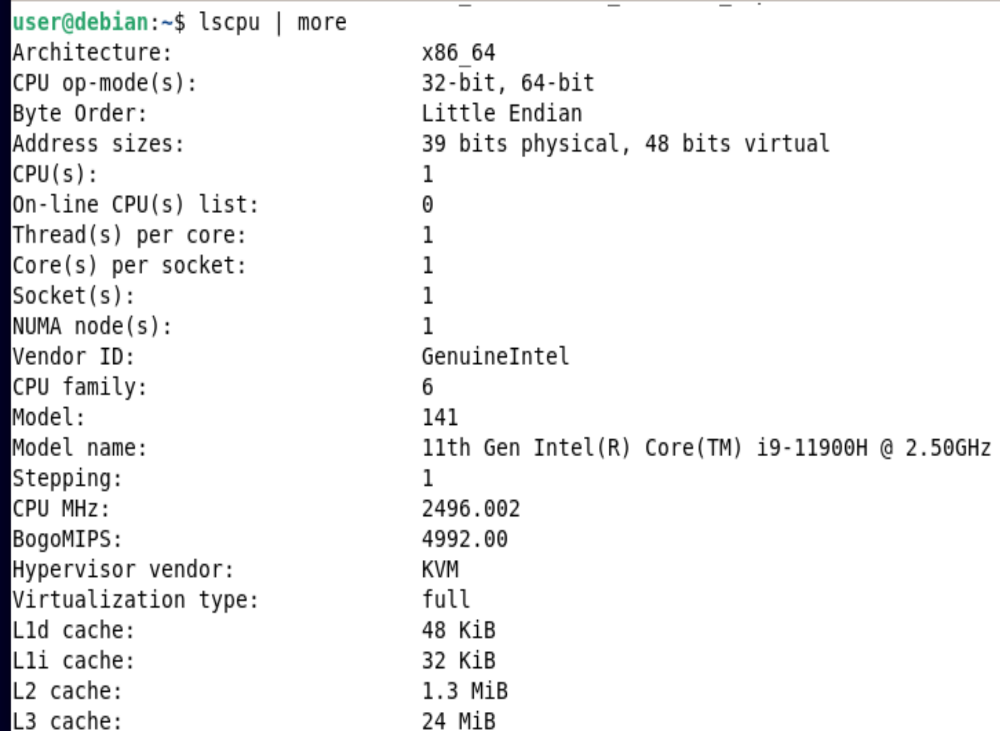 user@debian:~$ lscpu | more
Architecture: x86_64
CPU op-mode(s): 32-bit, 64-bit
Byte Order: Little Endian
Address sizes: 39 bits physical, 48 bits virtual
CPU(s): 1
On-line CPU(s) list: 0
Thread(s) per core: 1
Core(s) per socket: 1
Socket(s): 1
NUMA node(s): 1
Vendor ID: GenuineIntel
CPU family: 6
Model: 141
Model name: 11th Gen Intel(R) Core(TM) i9-11900H @ 2.50GHz
Stepping: 1
CPU MHz: 2496.002
BogoMIPS: 4992.00
Hypervisor vendor: KVM
Virtualization type: full
L1d cache: 48 KiB
L1i cache: 32 KiB
L2 cache: 1.3 MiB
L3 cache: 24 MiB